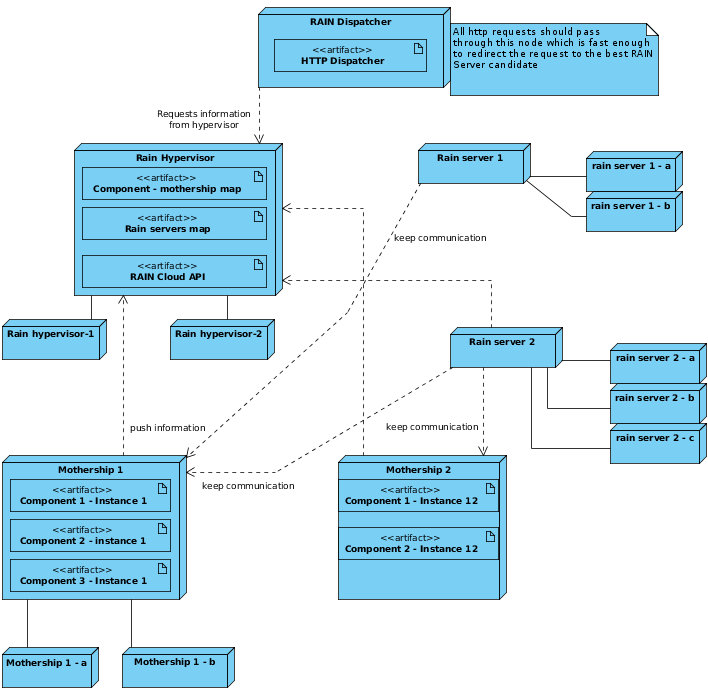 RAIN Dispatcher
<<artifact>>
HTTP Dispatcher
All http requests should pass
through this node which is fast enough
to redirect the request to the best RAIN
Server candidate
Requests information
from hypervisor
Rain Hypervisor
<<artifact>>
Component - mothership map
<<artifact>>
Rain servers map
<<artifact>>
RAIN Cloud API
Rain server 1
rain server 1 - a
rain server 1 - b
keep communication
Rain hypervisor-1
Rain hypervisor-2
Rain server 2
rain server 2 - a
rain server 2 - b
rain server 2 - c
push information
keep communication
keep communication
Mothership 1
<<artifact>>
Component 1 - Instance 1
<<artifact>>
Component 2 - instance 1
<<artifact>>
Component 3 - Instance 1
Mothership 2
<<artifact>>
Component 1 - Instance 12
<<artifact>>
Component 2 - Instance 12
Mothership 1 - a
Mothership 1 - b